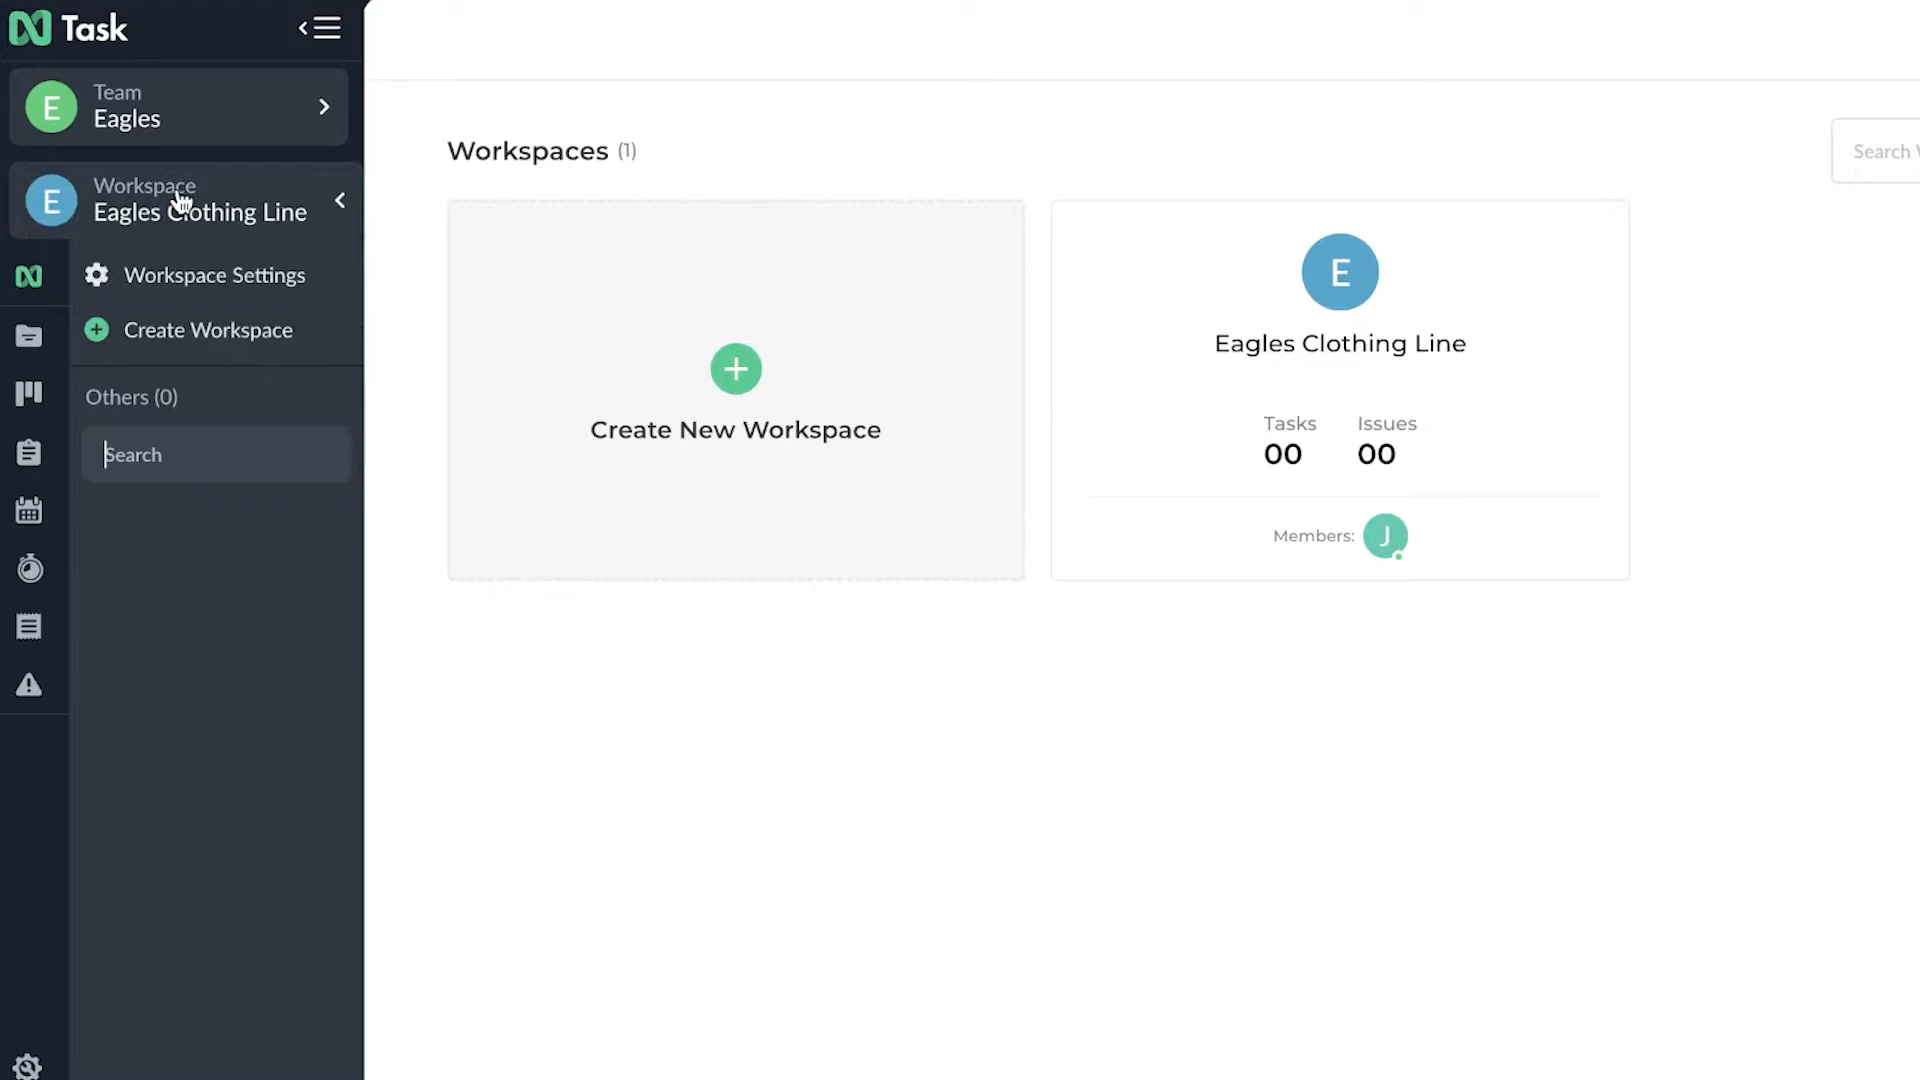 Task
E
Team
Eagles
E
Workspace
Eagles Clothing Line
Workspace Settings
Create Workspace
Others (0)
Search
Workspaces (1)
Search
Create New Workspace
E
Eagles Clothing Line
Tasks
Issues
00
00
Members: J